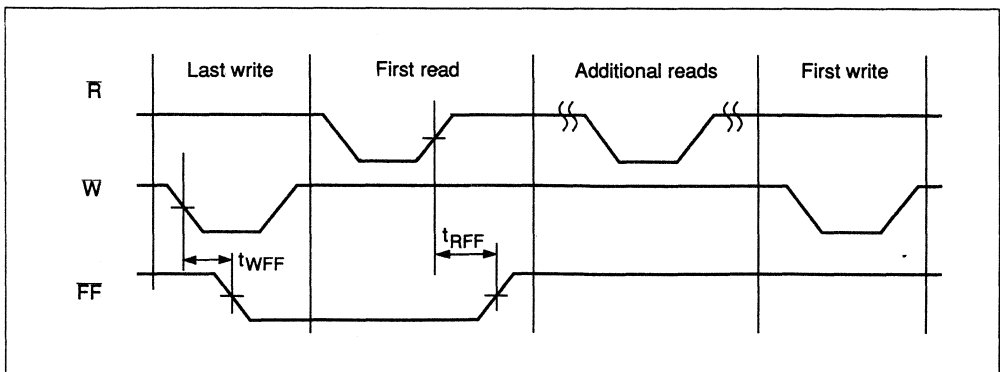 Last write First read Additional reads First write
R̅
W̅
tRFF
tWFF
F̅F̅